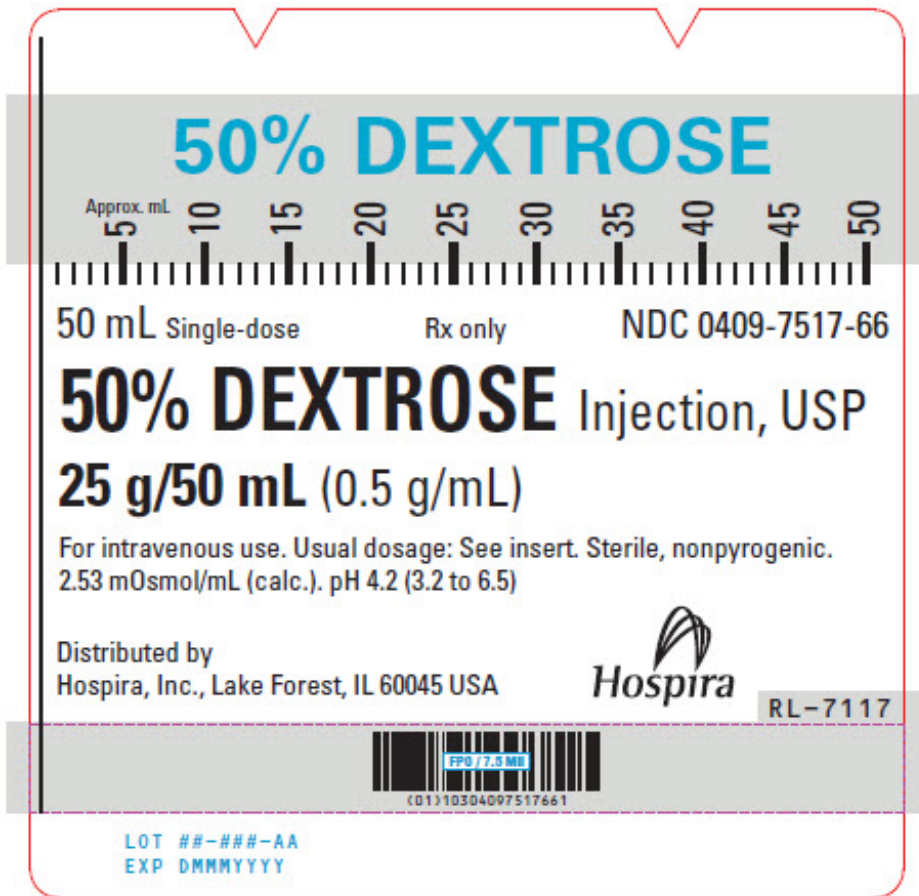 50% DEXTROSE
Approx. mL 5 10 15 20 25 30 35 40 45 50
50 mL Single-dose Rx only NDC 0409-7517-66
50% DEXTROSE Injection, USP
25 g/50 mL (0.5 g/mL)
For intravenous use. Usual dosage: See insert. Sterile, nonpyrogenic.
2.53 mOsmol/mL (calc.). pH 4.2 (3.2 to 6.5)
Distributed by
Hospira, Inc., Lake Forest, IL 60045 USA
Hospira
RL-7117
FPO / 7.5 Mil
(01)10304097517661
LOT ##-###-AA
EXP DMMMYYYY